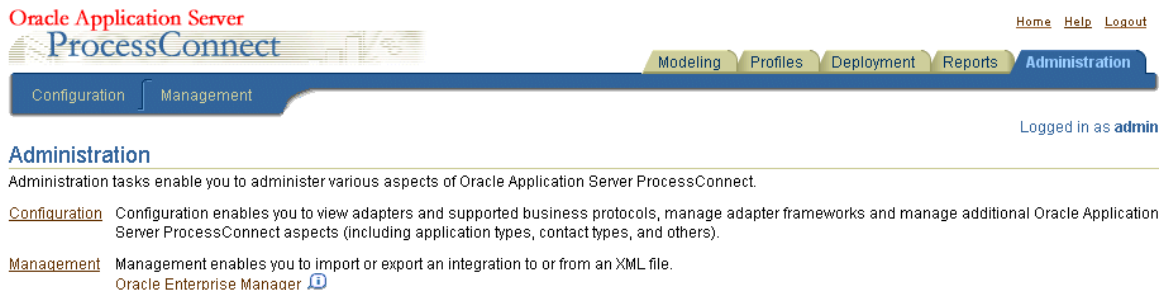 Oracle Application Server
ProcessConnect
Home Help Logout
Modeling Profiles Deployment Reports Administration
Configuration Management
Logged in as admin
Administration
Administration tasks enable you to administer various aspects of Oracle Application Server ProcessConnect.
Configuration Configuration enables you to view adapters and supported business protocols, manage adapter frameworks and manage additional Oracle Application
Server ProcessConnect aspects (including application types, contact types, and others).
Management Management enables you to import or export an integration to or from an XML file.
Oracle Enterprise Manager